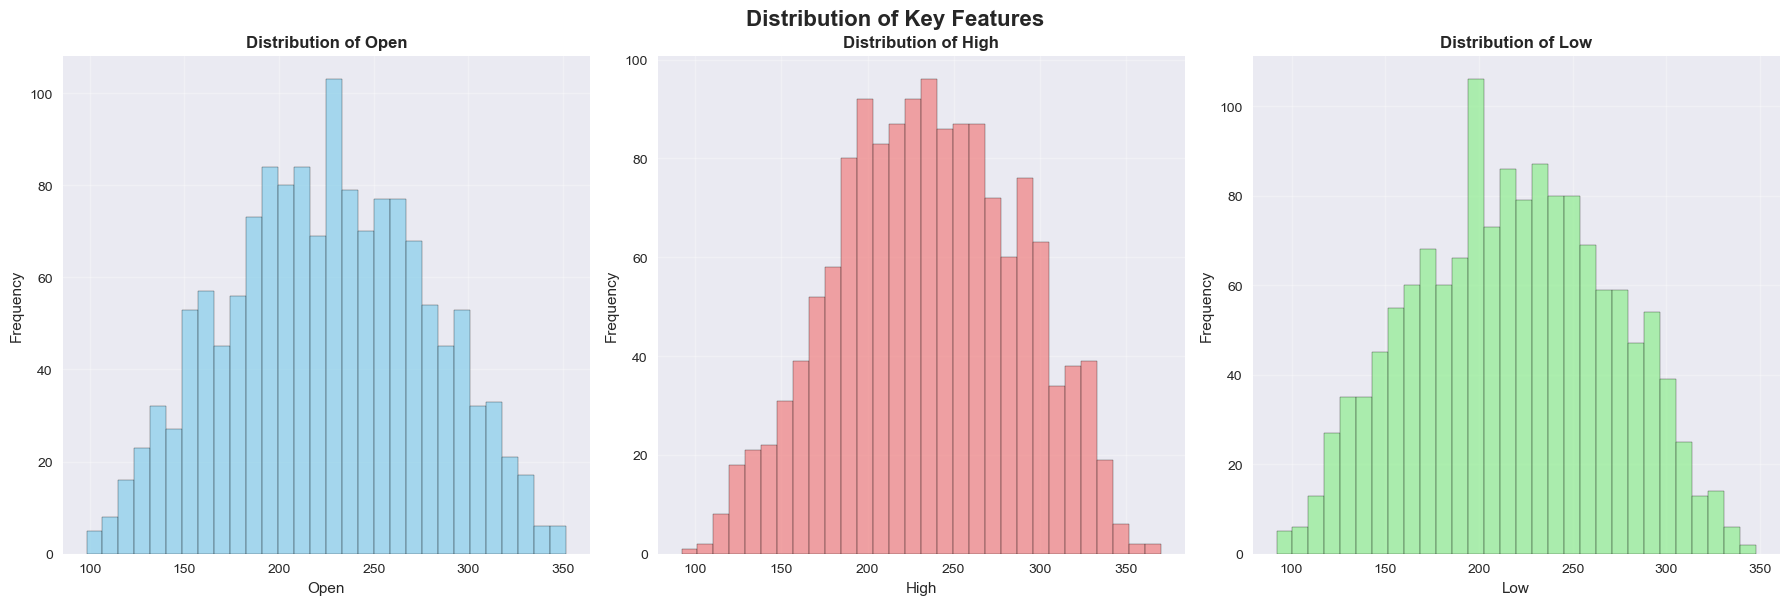 Distribution of Key Features
Distribution of Open
Frequency
100
80
60
40
20
0
100 150 200 250 300 350
Open
Distribution of High
Frequency
100
80
60
40
20
0
100 150 200 250 300 350
High
Distribution of Low
Frequency
100
80
60
40
20
0
100 150 200 250 300 350
Low